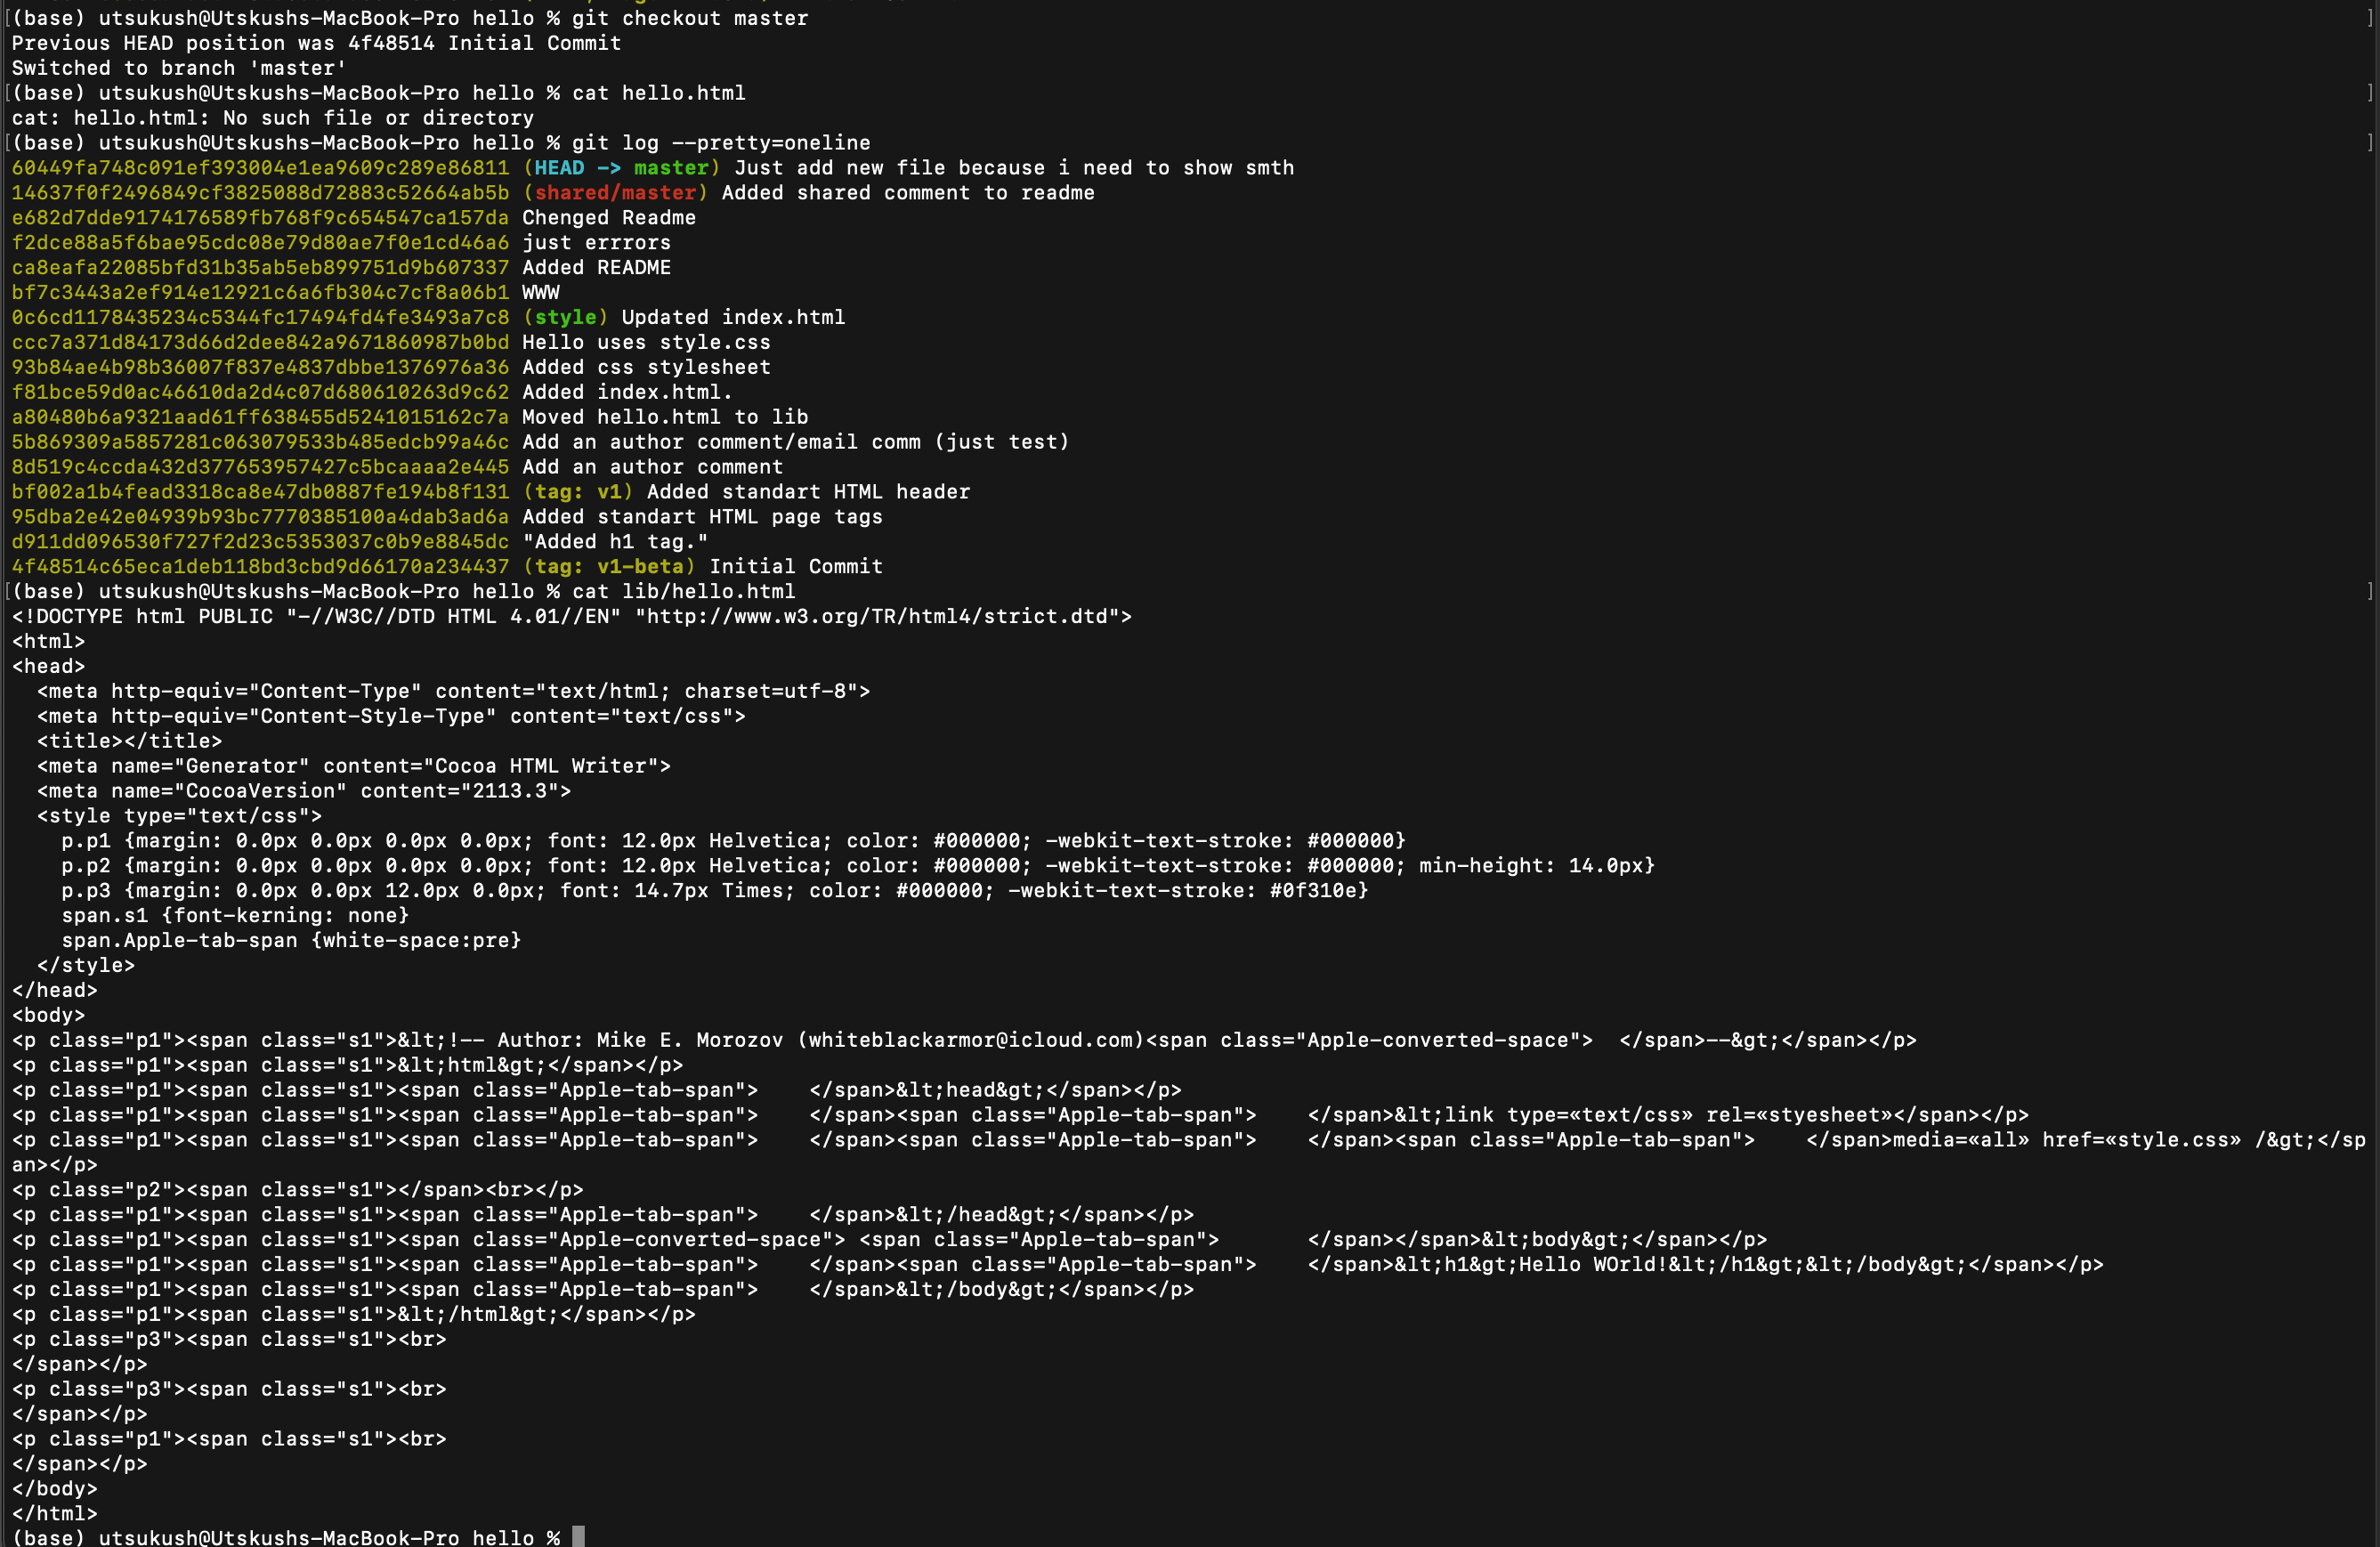 [(base) utsukush@Utskushs-MacBook-Pro hello % git checkout master ]
Previous HEAD position was 4f48514 Initial Commit
Switched to branch 'master'
[(base) utsukush@Utskushs-MacBook-Pro hello % cat hello.html ]
cat: hello.html: No such file or directory
[(base) utsukush@Utskushs-MacBook-Pro hello % git log --pretty=oneline ]
60449fa748c091ef393004e1ea9609c289e86811 (HEAD -> master) Just add new file because i need to show smth
14637f0f2496849cf3825088d72883c52664ab5b (shared/master) Added shared comment to readme
e682d7dde9174176589fb768f9c654547ca157da Chenged Readme
f2dce88a5f6bae95cdc08e79d80ae7f0e1cd46a6 just errrors
ca8eafa22085bfd31b35ab5eb899751d9b607337 Added README
bf7c3443a2ef914e12921c6a6fb304c7cf8a06b1 WWW
0c6cd1178435234c5344fc17494fd4fe3493a7c8 (style) Updated index.html
ccc7a371d84173d66d2dee842a9671860987b0bd Hello uses style.css
93b84ae4b98b36007f837e4837dbbe1376976a36 Added css stylesheet
f81bce59d0ac46610da2d4c07d680610263d9c62 Added index.html.
a80480b6a9321aad61ff638455d5241015162c7a Moved hello.html to lib
5b869309a5857281c063079533b485edcb99a46c Add an author comment/email comm (just test)
8d519c4ccda432d377653957427c5bcaaaa2e445 Add an author comment
bf002a1b4fead3318ca8e47db0887fe194b8f131 (tag: v1) Added standart HTML header
95dba2e42e04939b93bc7770385100a4dab3ad6a Added standart HTML page tags
d911dd096530f727f2d23c5353037c0b9e8845dc "Added h1 tag."
4f48514c65eca1deb118bd3cbd9d66170a234437 (tag: v1-beta) Initial Commit
[(base) utsukush@Utskushs-MacBook-Pro hello % cat lib/hello.html ]
<!DOCTYPE html PUBLIC "-//W3C//DTD HTML 4.01//EN" "http://www.w3.org/TR/html4/strict.dtd">
<html>
<head>
  <meta http-equiv="Content-Type" content="text/html; charset=utf-8">
  <meta http-equiv="Content-Style-Type" content="text/css">
  <title></title>
  <meta name="Generator" content="Cocoa HTML Writer">
  <meta name="CocoaVersion" content="2113.3">
  <style type="text/css">
    p.p1 {margin: 0.0px 0.0px 0.0px 0.0px; font: 12.0px Helvetica; color: #000000; -webkit-text-stroke: #000000}
    p.p2 {margin: 0.0px 0.0px 0.0px 0.0px; font: 12.0px Helvetica; color: #000000; -webkit-text-stroke: #000000; min-height: 14.0px}
    p.p3 {margin: 0.0px 0.0px 12.0px 0.0px; font: 14.7px Times; color: #000000; -webkit-text-stroke: #0f310e}
    span.s1 {font-kerning: none}
    span.Apple-tab-span {white-space:pre}
  </style>
</head>
<body>
<p class="p1"><span class="s1">&lt;!-- Author: Mike E. Morozov (whiteblackarmor@icloud.com)<span class="Apple-converted-space">  </span>--&gt;</span></p>
<p class="p1"><span class="s1">&lt;html&gt;</span></p>
<p class="p1"><span class="s1"><span class="Apple-tab-span">    </span>&lt;head&gt;</span></p>
<p class="p1"><span class="s1"><span class="Apple-tab-span">    </span><span class="Apple-tab-span">    </span>&lt;link type=«text/css» rel=«styesheet»</span></p>
<p class="p1"><span class="s1"><span class="Apple-tab-span">    </span><span class="Apple-tab-span">    </span><span class="Apple-tab-span">    </span>media=«all» href=«style.css» /&gt;</sp
an></p>
<p class="p2"><span class="s1"></span><br></p>
<p class="p1"><span class="s1"><span class="Apple-tab-span">    </span>&lt;/head&gt;</span></p>
<p class="p1"><span class="s1"><span class="Apple-converted-space"> <span class="Apple-tab-span">       </span></span>&lt;body&gt;</span></p>
<p class="p1"><span class="s1"><span class="Apple-tab-span">    </span><span class="Apple-tab-span">    </span>&lt;h1&gt;Hello WOrld!&lt;/h1&gt;&lt;/body&gt;</span></p>
<p class="p1"><span class="s1"><span class="Apple-tab-span">    </span>&lt;/body&gt;</span></p>
<p class="p1"><span class="s1">&lt;/html&gt;</span></p>
<p class="p3"><span class="s1"><br>
</span></p>
<p class="p3"><span class="s1"><br>
</span></p>
<p class="p1"><span class="s1"><br>
</span></p>
</body>
</html>
(base) utsukush@Utskushs-MacBook-Pro hello %